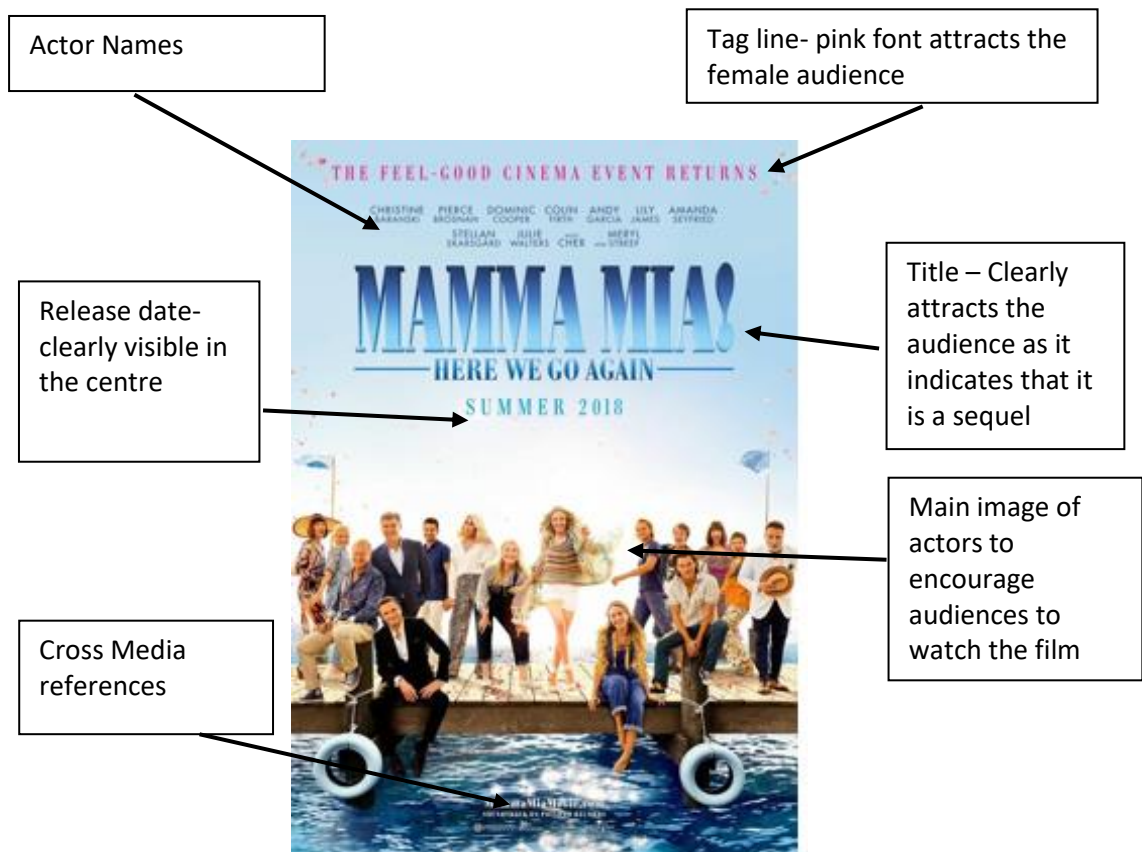 Actor Names
Tag line- pink font attracts the
female audience
THE FEEL-GOOD CINEMA EVENT RETURNS
CHRISTINE PIERCE DOMINIC COLIN ANDY LILY AMANDA
BARANSKI BROSNAN COOPER FIRTH GARCIA JAMES SEYFRIED
STELLAN JULIE MERYL
SKARSGÅRD WALTERS CHER STREEP
MAMMA MIA!
HERE WE GO AGAIN
SUMMER 2018
Release date-
clearly visible in
the centre
Title – Clearly
attracts the
audience as it
indicates that it
is a sequel
Main image of
actors to
encourage
audiences to
watch the film
Cross Media
references